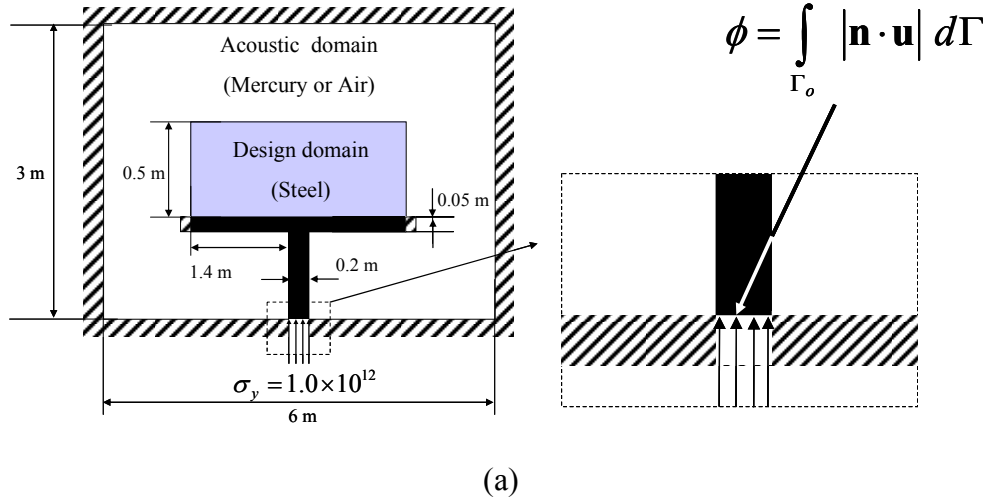 Acoustic domain
(Mercury or Air)
Design domain
(Steel)
3 m
0.5 m
0.05 m
1.4 m
0.2 m
σ_y = 1.0×10^12
6 m
ϕ = ∫_{Γ_o} |n · u| dΓ
(a)